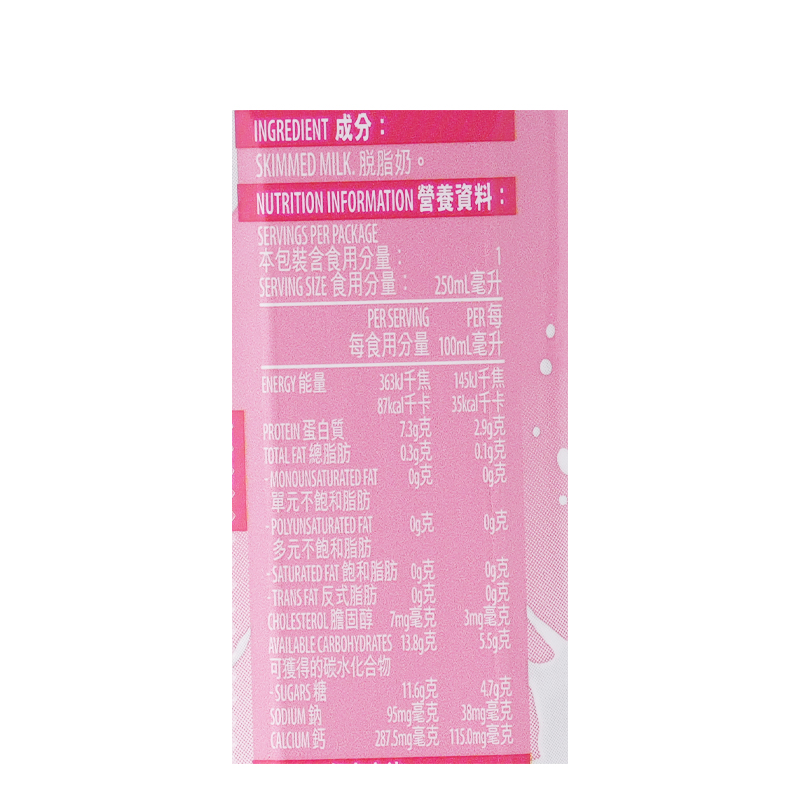 INGREDIENT 成分：
SKIMMED MILK. 脱脂奶。
NUTRITION INFORMATION 營養資料：
SERVINGS PER PACKAGE
本包裝含食用分量： 1
SERVING SIZE 食用分量： 250mL毫升
PER SERVING PER 每
每食用分量 100mL毫升
ENERGY 能量 363kJ千焦 145kJ千焦
87kcal千卡 35kcal千卡
PROTEIN 蛋白質 7.3g克 2.9g克
TOTAL FAT 總脂肪 0.3g克 0.1g克
- MONOUNSATURATED FAT 0g克 0g克
單元不飽和脂肪
- POLYUNSATURATED FAT 0g克 0g克
多元不飽和脂肪
- SATURATED FAT 飽和脂肪 0g克 0g克
- TRANS FAT 反式脂肪 0g克 0g克
CHOLESTEROL 膽固醇 7mg毫克 3mg毫克
AVAILABLE CARBOHYDRATES 13.8g克 5.5g克
可獲得的碳水化合物
- SUGARS 糖 11.6g克 4.7g克
SODIUM 鈉 95mg毫克 38mg毫克
CALCIUM 鈣 287.5mg毫克 115.0mg毫克